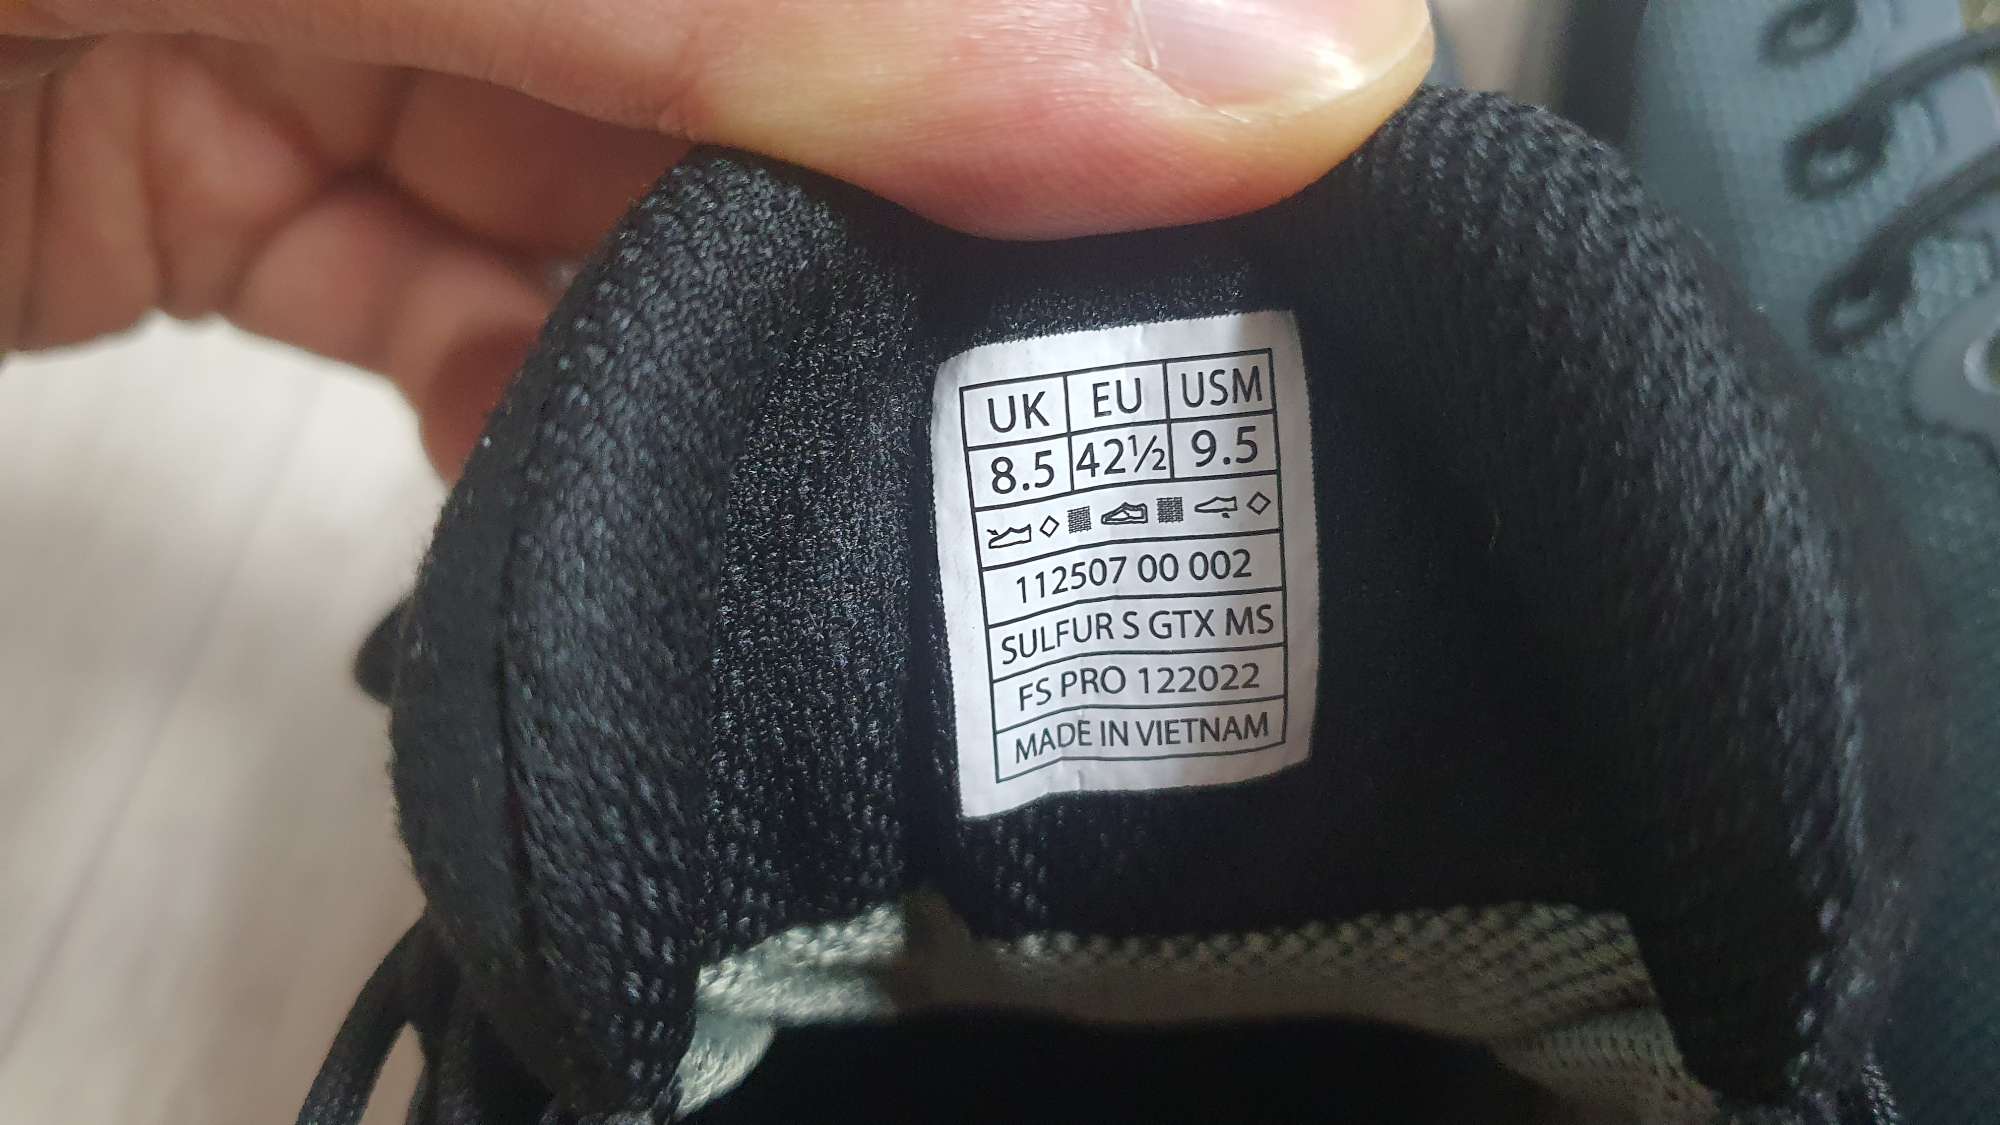 UK EU USM
8.5 42½ 9.5
112507 00 002
SULFUR S GTX MS
FS PRO 122022
MADE IN VIETNAM